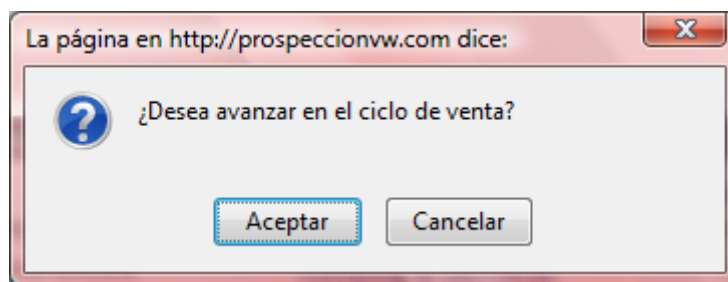 La página en http://prospeccionvw.com dice:
¿Desea avanzar en el ciclo de venta?
Aceptar
Cancelar